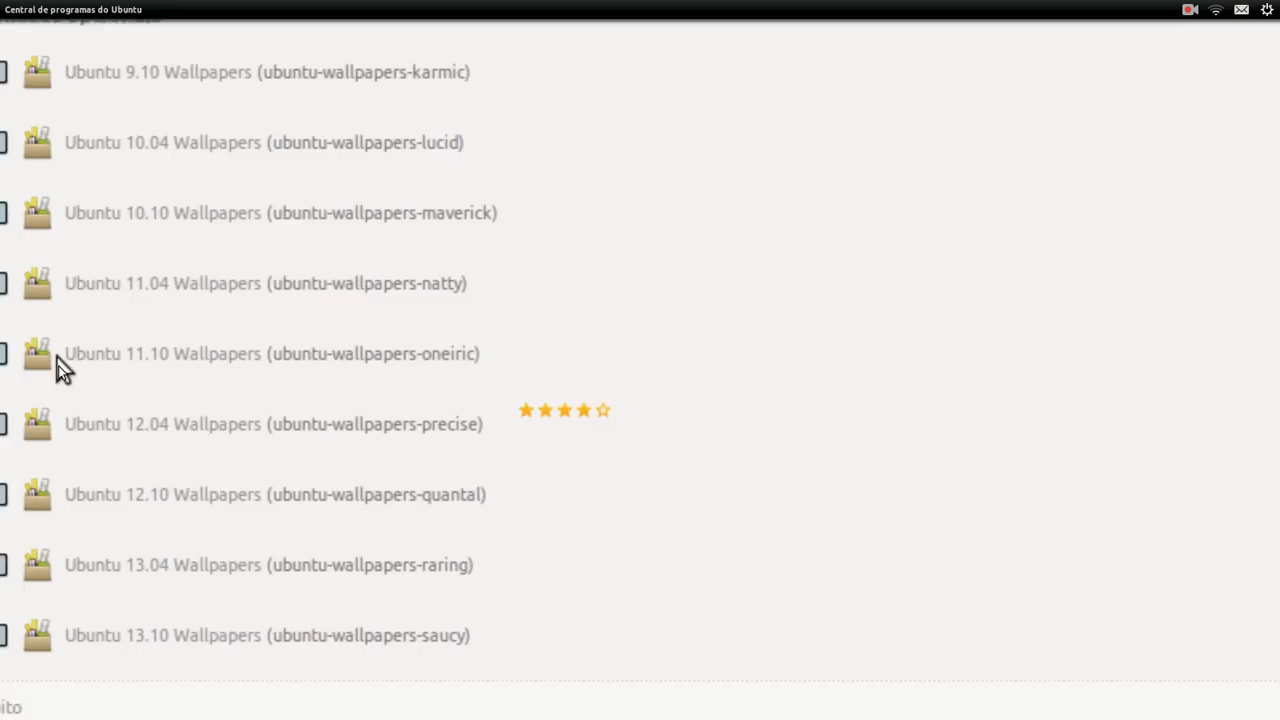 Central de programas do Ubuntu
Ubuntu 9.10 Wallpapers (ubuntu-wallpapers-karmic)
Ubuntu 10.04 Wallpapers (ubuntu-wallpapers-lucid)
Ubuntu 10.10 Wallpapers (ubuntu-wallpapers-maverick)
Ubuntu 11.04 Wallpapers (ubuntu-wallpapers-natty)
Ubuntu 11.10 Wallpapers (ubuntu-wallpapers-oneiric)
Ubuntu 12.04 Wallpapers (ubuntu-wallpapers-precise)
Ubuntu 12.10 Wallpapers (ubuntu-wallpapers-quantal)
Ubuntu 13.04 Wallpapers (ubuntu-wallpapers-raring)
Ubuntu 13.10 Wallpapers (ubuntu-wallpapers-saucy)
ito